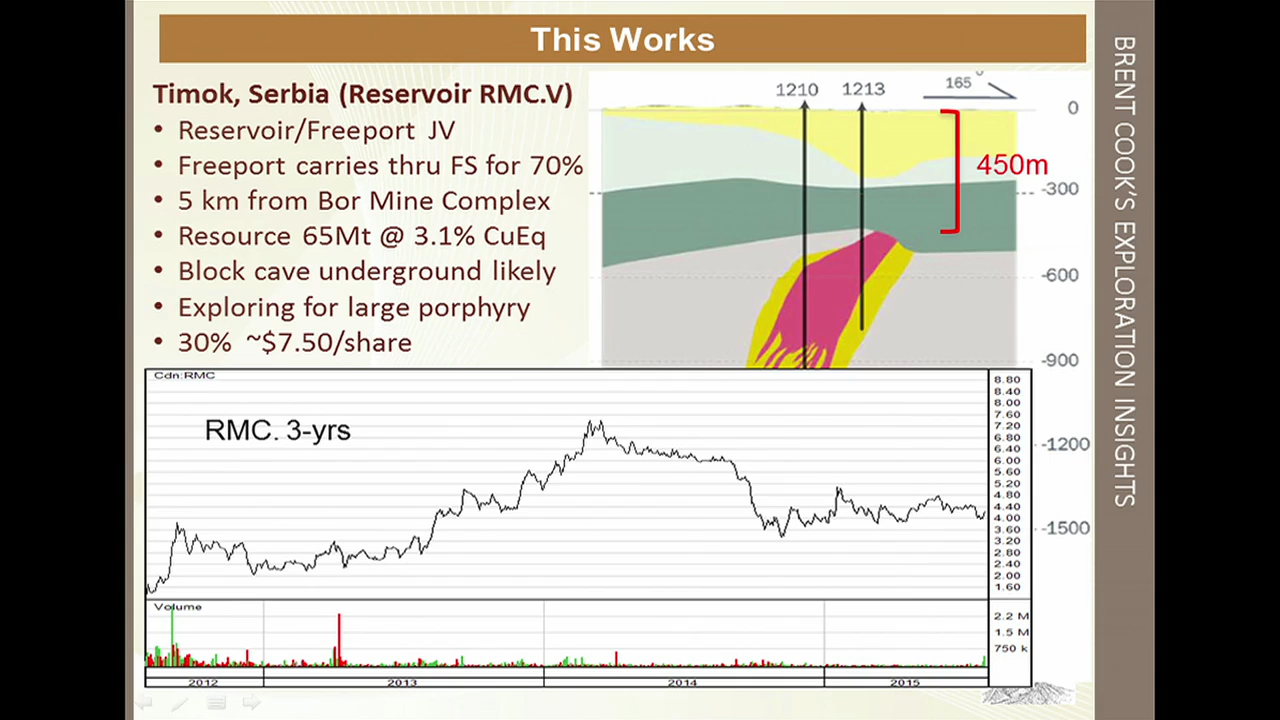 This Works
Timok, Serbia (Reservoir RMC.V)
• Reservoir/Freeport JV
• Freeport carries thru FS for 70%
• 5 km from Bor Mine Complex
• Resource 65Mt @ 3.1% CuEq
• Block cave underground likely
• Exploring for large porphyry
• 30% ~$7.50/share
1210
1213
165°
0
450m
-300
-600
-900
-1200
-1500
Cdn:RMC
RMC. 3-yrs
8.80
8.40
8.00
7.60
7.20
6.80
6.40
6.00
5.60
5.20
4.80
4.40
4.00
3.60
3.20
2.80
2.40
2.00
1.60
Volume
2.2 M
1.5 M
750 k
2012
2013
2014
2015
BRENT COOK'S EXPLORATION INSIGHTS